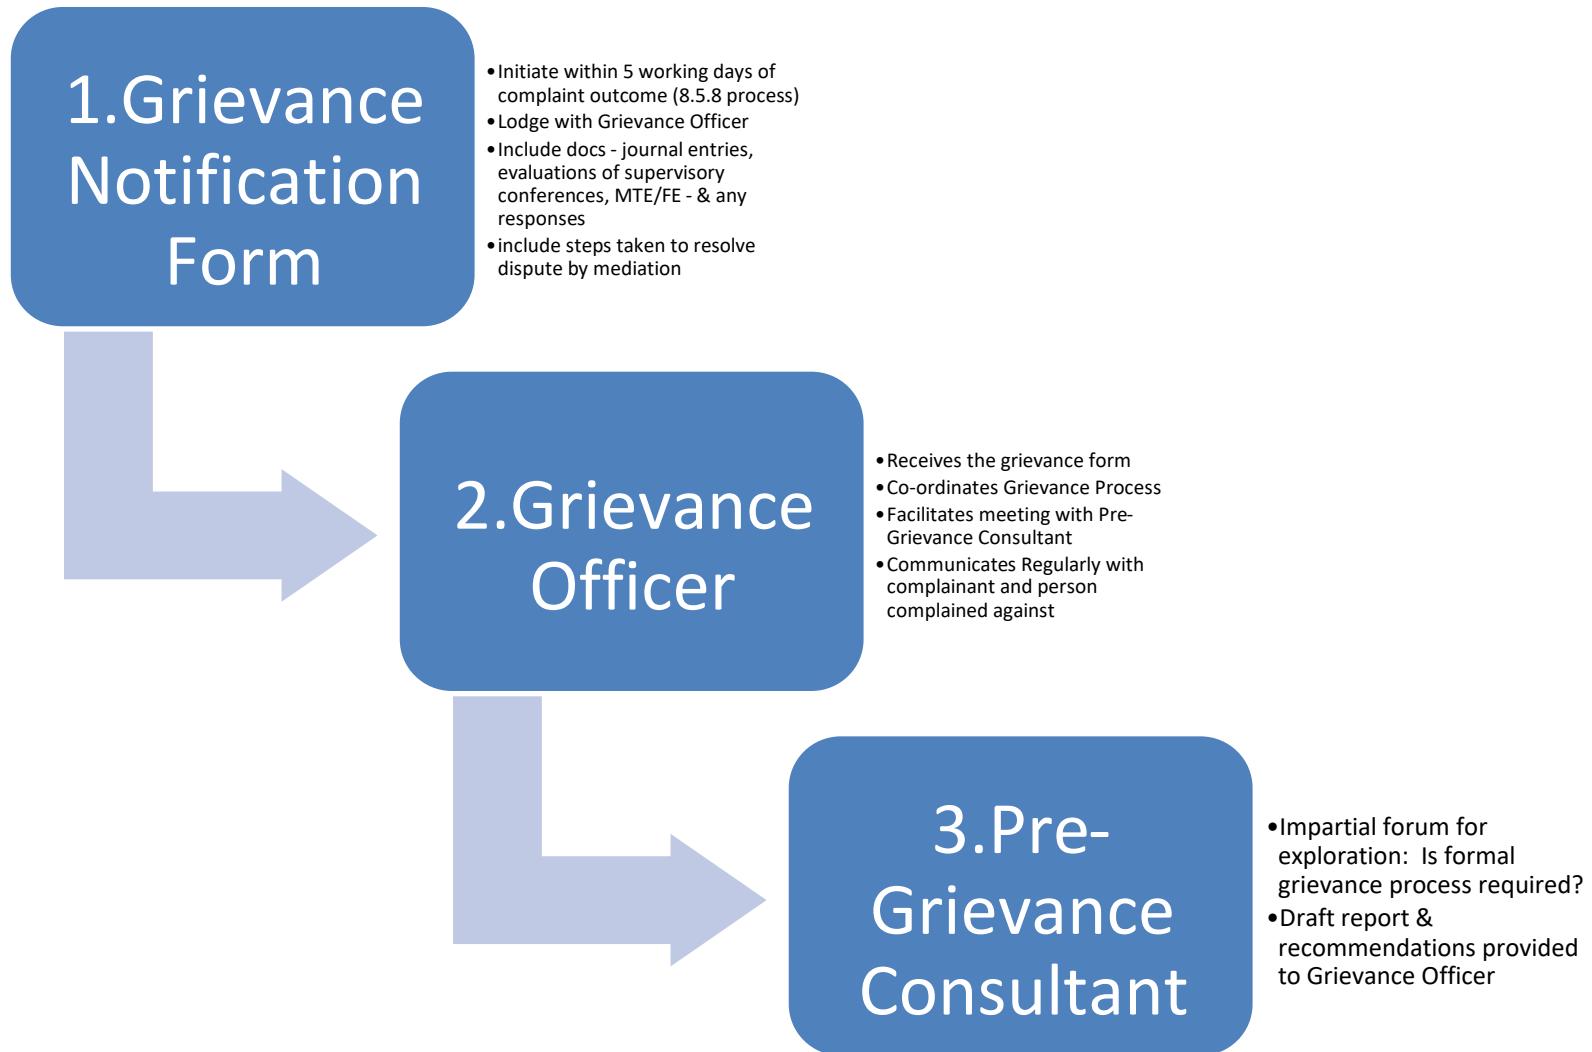 1.Grievance
Notification
Form
•Initiate within 5 working days of
complaint outcome (8.5.8 process)
•Lodge with Grievance Officer
•Include docs - journal entries,
evaluations of supervisory
conferences, MTE/FE - & any
responses
•include steps taken to resolve
dispute by mediation
2.Grievance
Officer
•Receives the grievance form
•Co-ordinates Grievance Process
•Facilitates meeting with Pre-
Grievance Consultant
•Communicates Regularly with
complainant and person
complained against
3.Pre-
Grievance
Consultant
•Impartial forum for
exploration:  Is formal
grievance process required?
•Draft report &
recommendations provided
to Grievance Officer